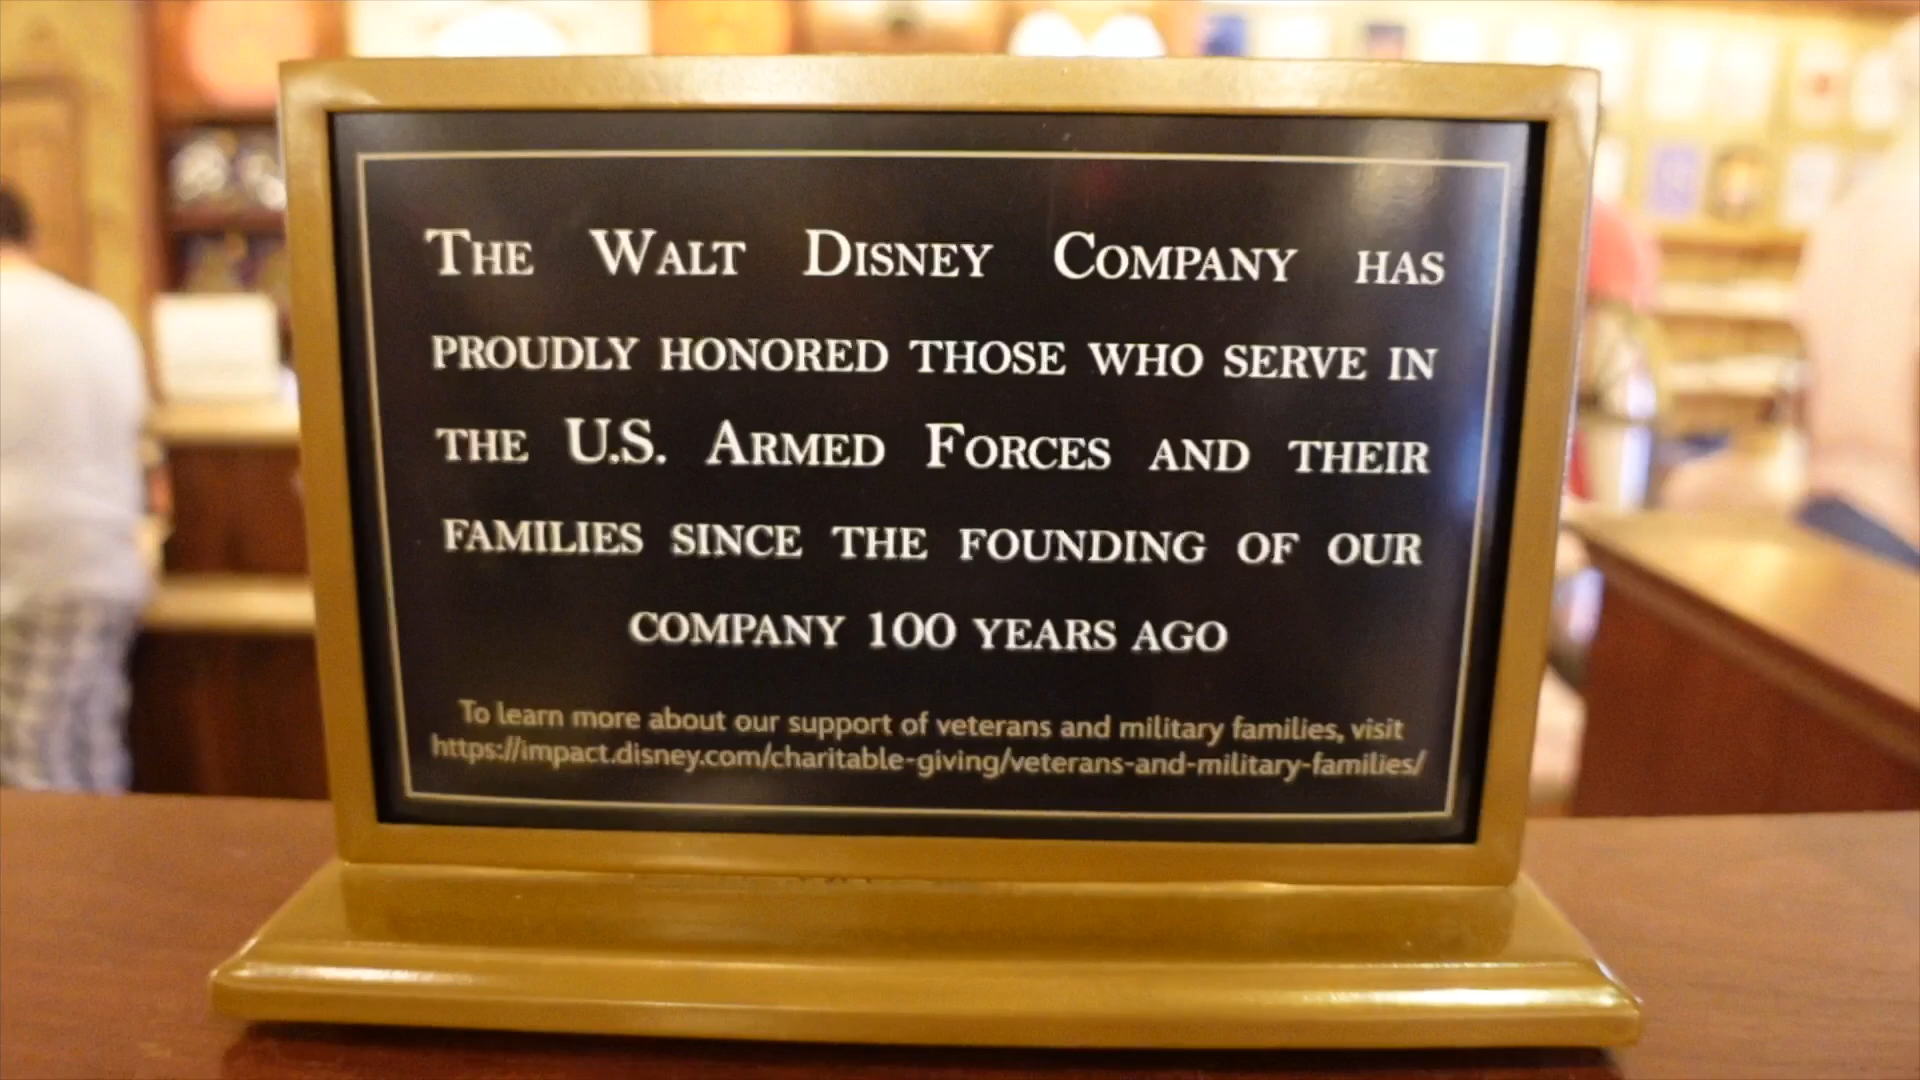 The Walt Disney Company has
proudly honored those who serve in
the U.S. Armed Forces and their
families since the founding of our
company 100 years ago
To learn more about our support of veterans and military families, visit
https://impact.disney.com/charitable-giving/veterans-and-military-families/